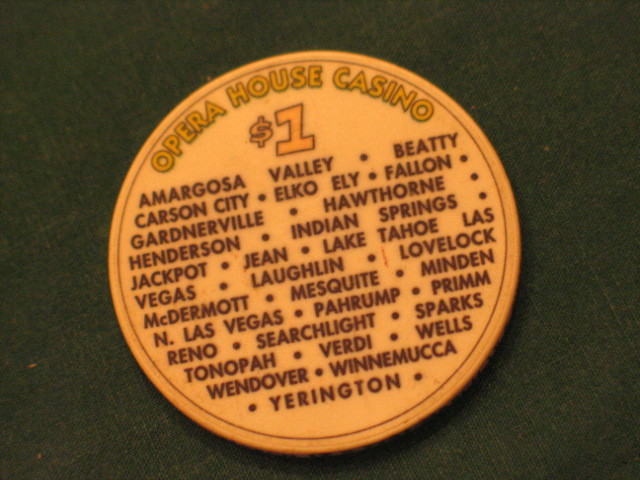 OPERA HOUSE CASINO
$1
AMARGOSA VALLEY • BEATTY
CARSON CITY • ELKO ELY • FALLON •
GARDNERVILLE • HAWTHORNE •
HENDERSON • INDIAN SPRINGS •
JACKPOT • JEAN • LAKE TAHOE LAS
VEGAS • LAUGHLIN • LOVELOCK
McDERMOTT • MESQUITE • MINDEN
N. LAS VEGAS • PAHRUMP • PRIMM
RENO • SEARCHLIGHT • SPARKS
TONOPAH • VERDI • WELLS
WENDOVER • WINNEMUCCA
• YERINGTON •